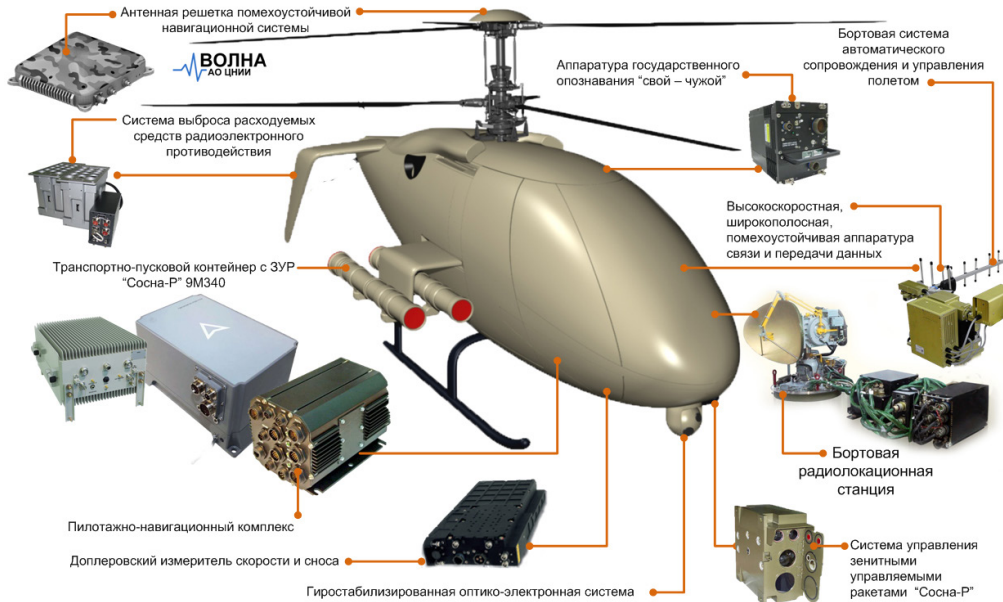 Антенная решетка помехоустойчивой
навигационной системы
ВОЛНА
АО ЦНИИ
Бортовая система
автоматического
сопровождения и управления
полетом
Аппаратура государственного
опознавания “свой – чужой”
Система выброса расходуемых
средств радиоэлектронного
противодействия
Высокоскоростная,
широкополосная,
помехоустойчивая аппаратура
связи и передачи данных
Транспортно-пусковой контейнер с ЗУР
“Сосна-Р” 9М340
Бортовая
радиолокационная
станция
Пилотажно-навигационный комплекс
Доплеровский измеритель скорости и сноса
Гиростабилизированная оптико-электронная система
Система управления
зенитными
управляемыми
ракетами “Сосна-Р”